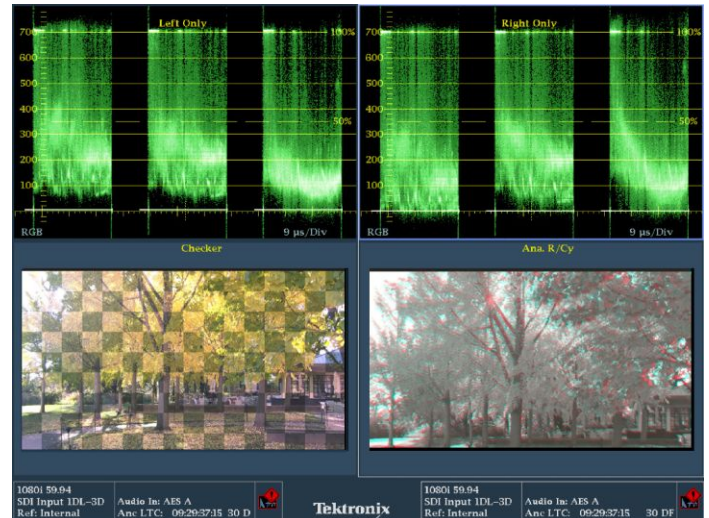 Left Only
700
100%
600
500
400
50%
300
200
100
0
RGB
9 µs/Div
Right Only
700
100%
600
500
400
50%
300
200
100
0
RGB
9 µs/Div
Checker
Ana. R/Cy
1080i 59.94
SDI Input 1DL-3D
Ref: Internal
Audio In: AES A
Anc LTC: 09:29:37:15 30 D
Tektronix
1080i 59.94
SDI Input 1DL-3D
Ref: Internal
Audio In: AES A
Anc LTC: 09:29:37:15 30 DF